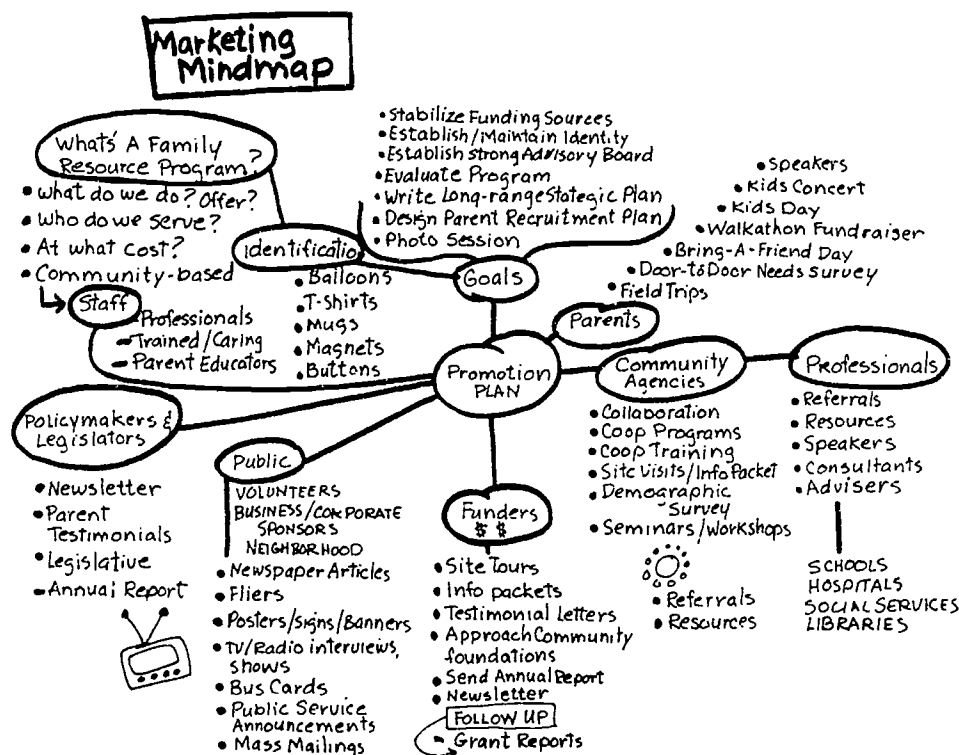 Marketing
Mindmap
What's A Family
Resource Program?
• What do we do? Offer?
• Who do we serve?
• At what cost?
• Community-based
Staff
- Professionals
- Trained/Caring
- Parent Educators
Identification
• Balloons
• T-shirts
• Mugs
• Magnets
• Buttons
• Stabilize Funding Sources
• Establish/Maintain Identity
• Establish Strong Advisory Board
• Evaluate Program
• Write Long-range Stategic Plan
• Design Parent Recruitment Plan
• Photo Session
Goals
• Speakers
• Kids Concert
• Kids Day
• Walkathon Fundraiser
• Bring-A-Friend Day
• Door-to Door Needs Survey
• Field Trips
Parents
Promotion
PLAN
Community
Agencies
• Collaboration
• Coop Programs
• Coop Training
• Site Visits/Info Packet
• Demographic
Survey
• Seminars/Workshops
• Referrals
• Resources
Professionals
• Referrals
• Resources
• Speakers
• Consultants
• Advisers
SCHOOLS
HOSPITALS
SOCIAL SERVICES
LIBRARIES
Policymakers &
Legislators
• Newsletter
• Parent
Testimonials
• Legislative
- Annual Report
Public
VOLUNTEERS
BUSINESS/CORPORATE
SPONSORS
NEIGHBORHOOD
• Newspaper Articles
• Fliers
• Posters/Signs/Banners
• TV/Radio interviews,
shows
• Bus Cards
• Public Service
Announcements
• Mass Mailings
Funders
$ $
• Site Tours
• Info packets
• Testimonial Letters
• Approach Community
foundations
• Send Annual Report
• Newsletter
FOLLOW UP
- Grant Reports